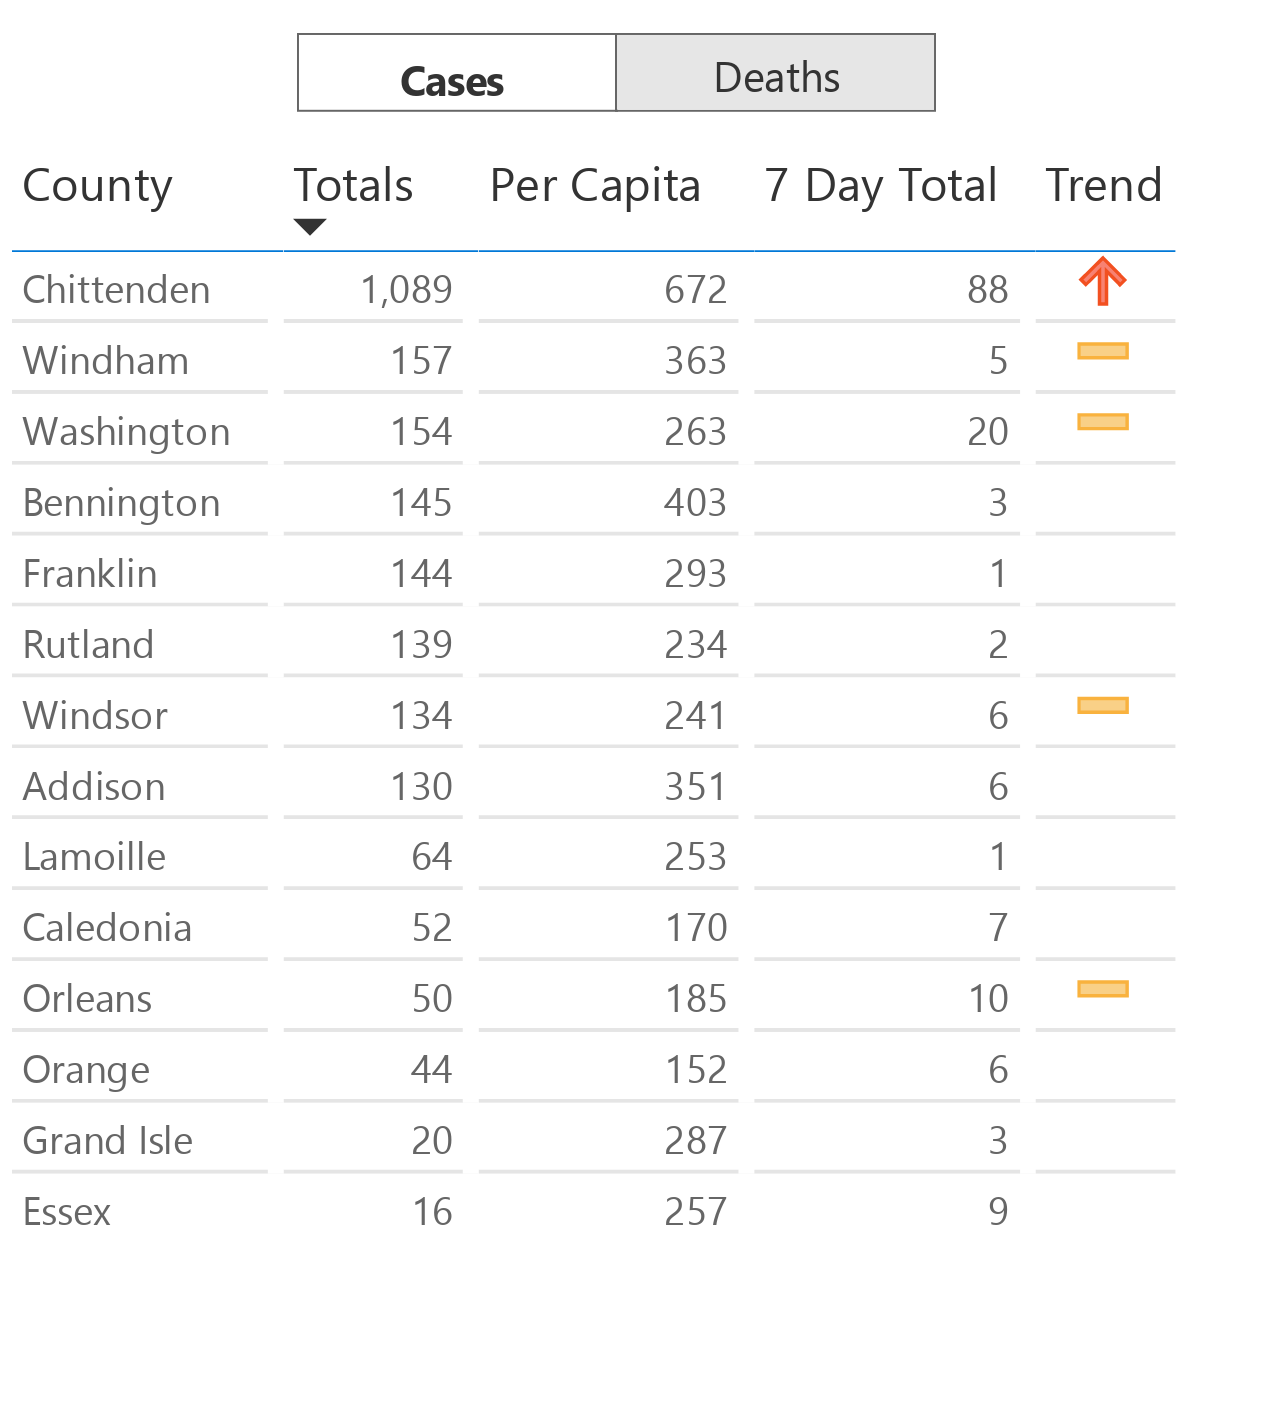 Cases Deaths
County Totals Per Capita 7 Day Total Trend
Chittenden 1,089 672 88
Windham 157 363 5
Washington 154 263 20
Bennington 145 403 3
Franklin 144 293 1
Rutland 139 234 2
Windsor 134 241 6
Addison 130 351 6
Lamoille 64 253 1
Caledonia 52 170 7
Orleans 50 185 10
Orange 44 152 6
Grand Isle 20 287 3
Essex 16 257 9